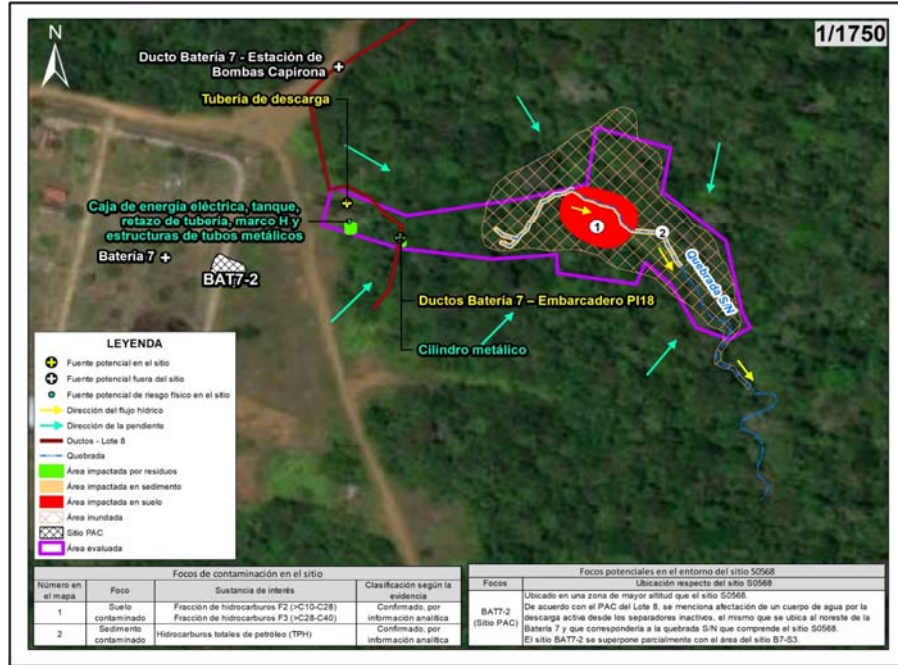 N
1/1750
Ducto Batería 7 - Estación de
Bombas Capirona
Tubería de descarga
Caja de energía eléctrica, tanque,
retazo de tubería, marco H y
estructuras de tubos metálicos
Batería 7
BAT7-2
1
2
Quebrada S/N
Ductos Batería 7 – Embarcadero PI18
Cilindro metálico
LEYENDA
Fuente potencial en el sitio
Fuente potencial fuera del sitio
Fuente potencial de riesgo físico en el sitio
Dirección del flujo hídrico
Dirección de la pendiente
Ductos - Lote 8
Quebrada
Área impactada por residuos
Área impactada en sedimento
Área impactada en suelo
Área inundada
Sitio PAC
Área evaluada
Focos de contaminación en el sitio
Número en el mapa Foco Sustancia de interés Clasificación según la evidencia
1 Suelo contaminado Fracción de hidrocarburos F2 (>C10-C28) Fracción de hidrocarburos F3 (>C28-C40) Confirmado, por información analítica
2 Sedimento contaminado Hidrocarburos totales de petróleo (TPH) Confirmado, por información analítica
Focos potenciales en el entorno del sitio S0568
Focos Ubicación respecto del sitio S0568
BAT7-2
(Sitio PAC)
Ubicado en una zona de mayor altitud que el sitio S0568.
De acuerdo con el PAC del Lote 8, se menciona afectación de un cuerpo de agua por la
descarga activa desde los separadores inactivos, el mismo que se ubica al noreste de la
Batería 7 y que correspondería a la quebrada S/N que comprende el sitio S0568.
El sitio BAT7-2 se superpone parcialmente con el área del sitio B7-S3.